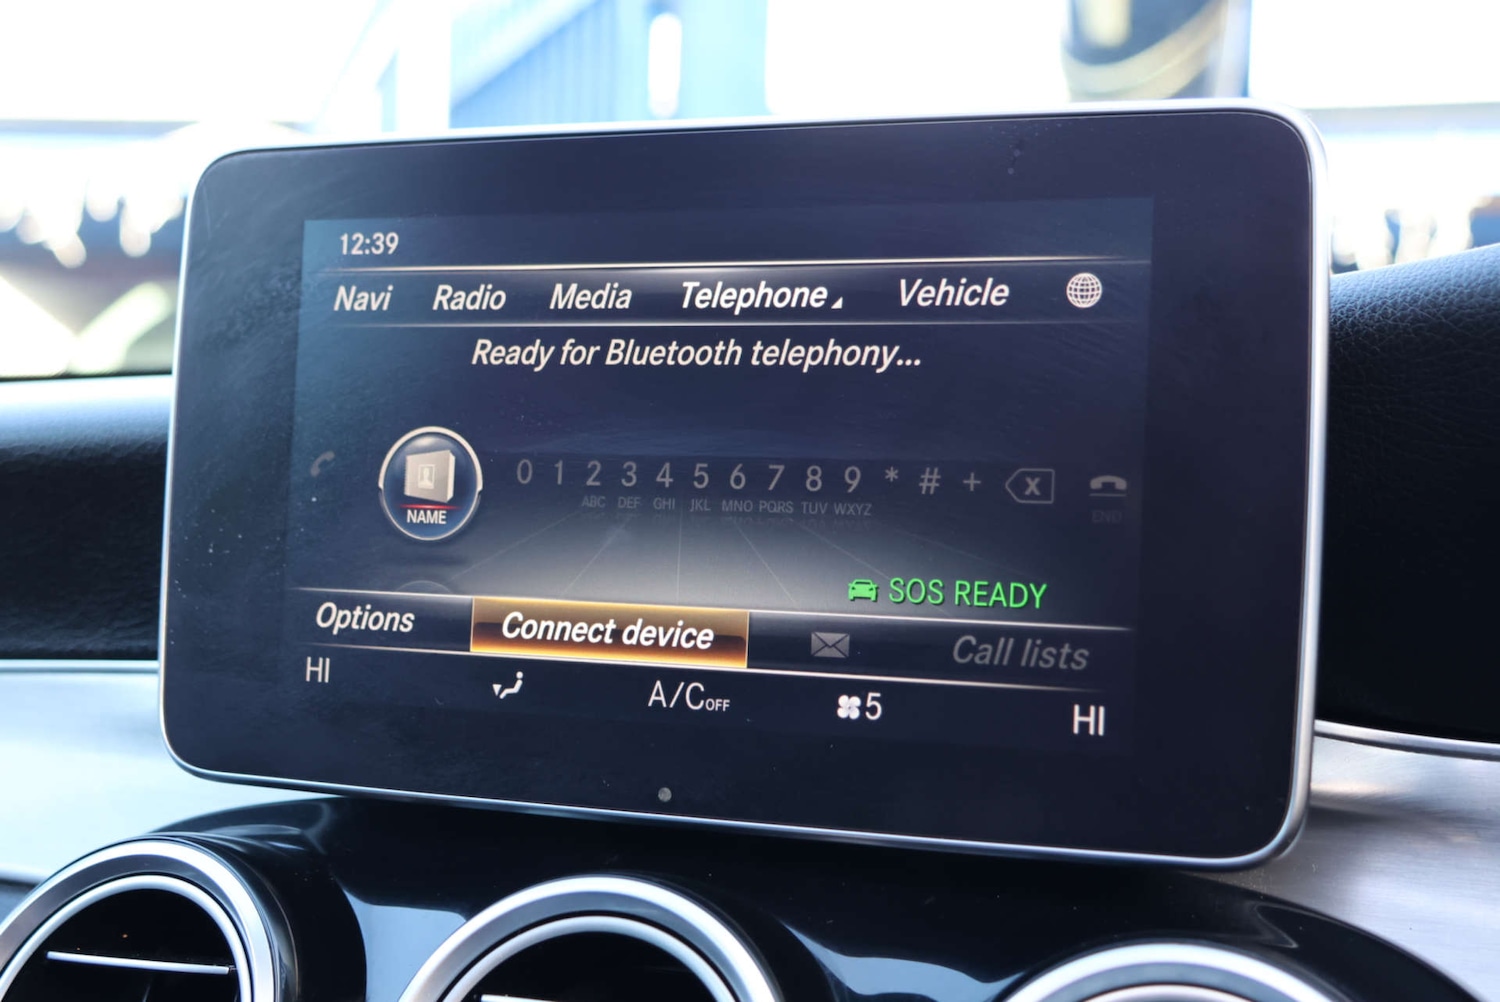 12:39
Navi Radio Media Telephone Vehicle
Ready for Bluetooth telephony...
0 1 2 3 4 5 6 7 8 9 * # + X
ABC DEF GHI JKL MNO PQRS TUV WXYZ END
NAME
SOS READY
Options Connect device Call lists
HI A/C OFF 5 HI